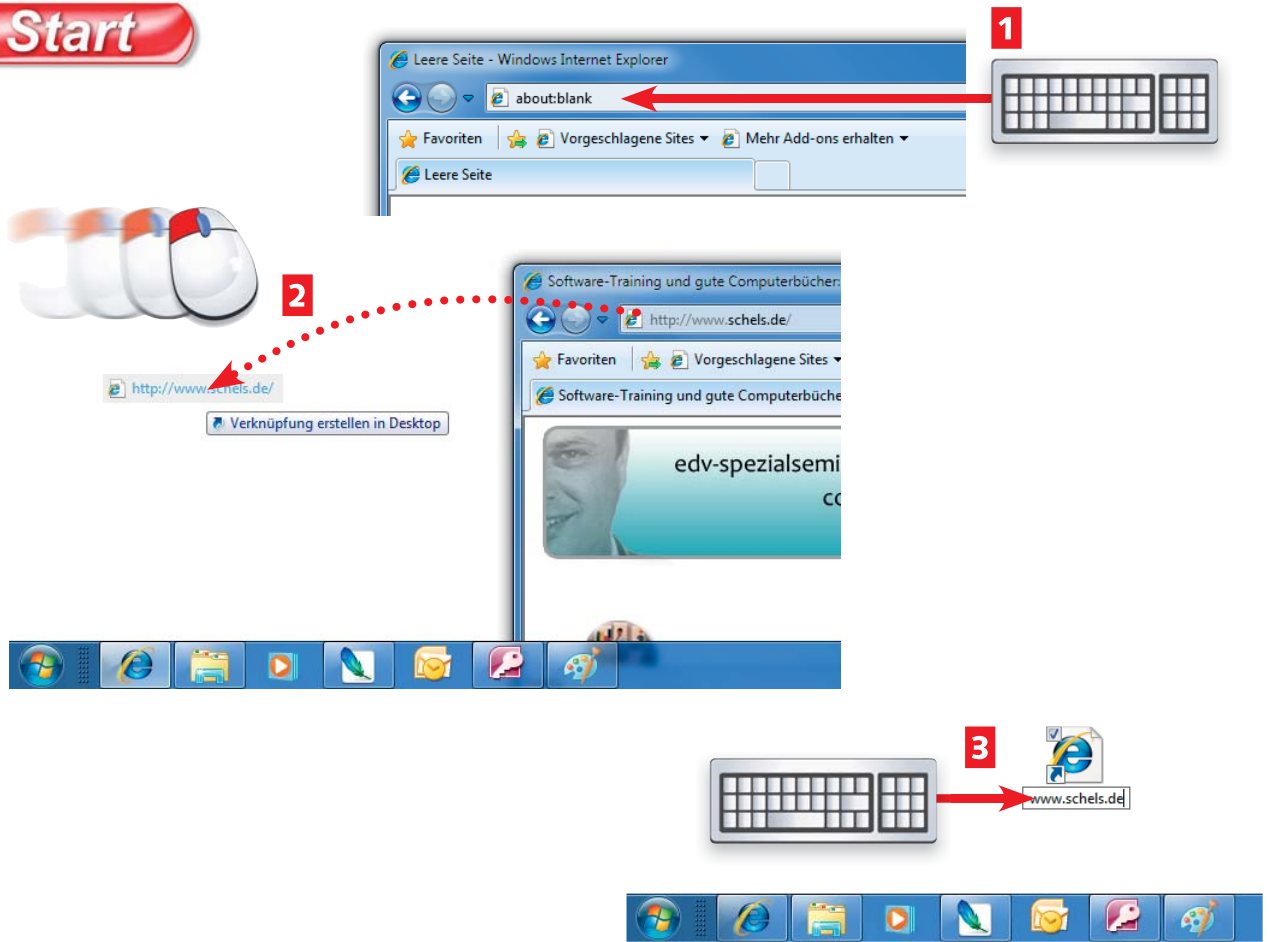 Start
1
Leere Seite - Windows Internet Explorer
about:blank
Favoriten Vorgeschlagene Sites Mehr Add-ons erhalten
Leere Seite
2
Software-Training und gute Computerbücher:
http://www.schels.de/
Favoriten Vorgeschlagene Sites
Software-Training und gute Computerbüche
http://www.schels.de/
Verknüpfung erstellen in Desktop
edv-spezialsemi
co
3
www.schels.de